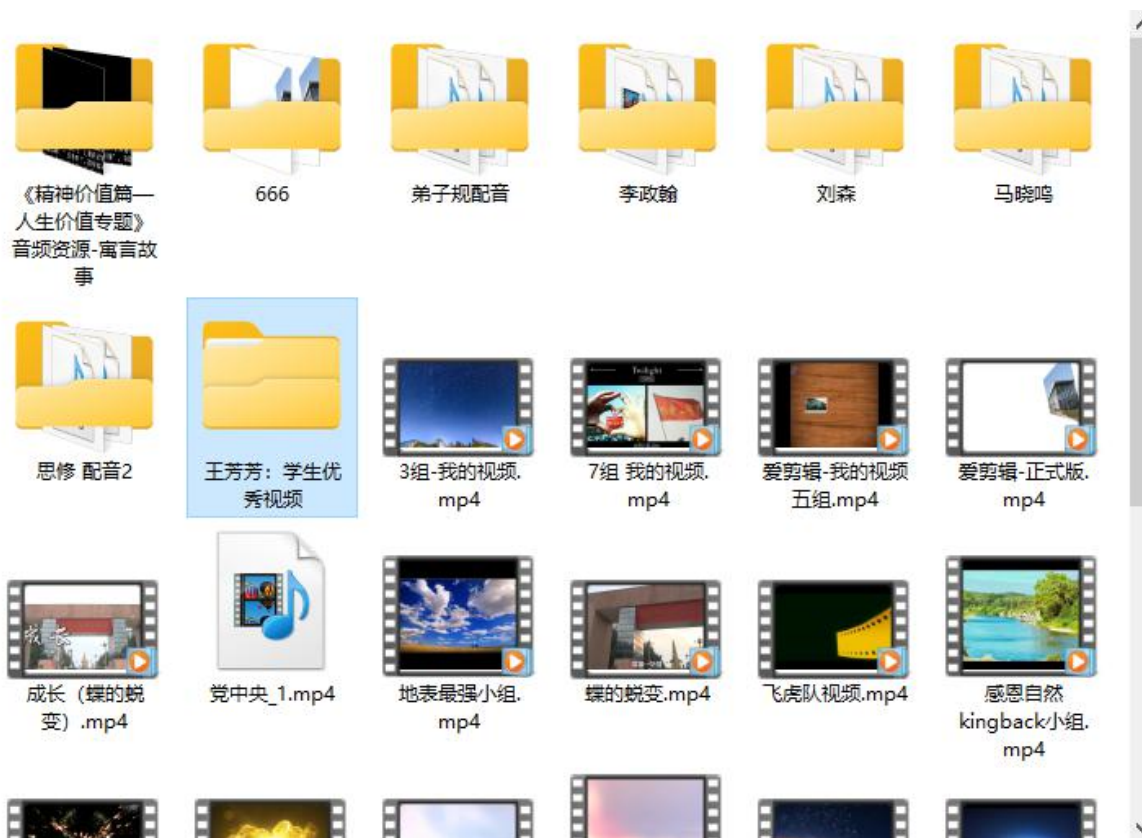 《精神价值篇—
人生价值专题》
音频资源-寓言故
事
666
弟子规配音
李政翰
刘森
马晓鸣
思修 配音2
王芳芳：学生优
秀视频
Twilight
3组-我的视频.
mp4
7组 我的视频.
mp4
爱剪辑-我的视频
五组.mp4
爱剪辑-正式版.
mp4
成长
成长（蝶的蜕
变）.mp4
党中央_1.mp4
地表最强小组.
mp4
蝶的蜕变.mp4
飞虎队视频.mp4
感恩自然
kingback小组.
mp4